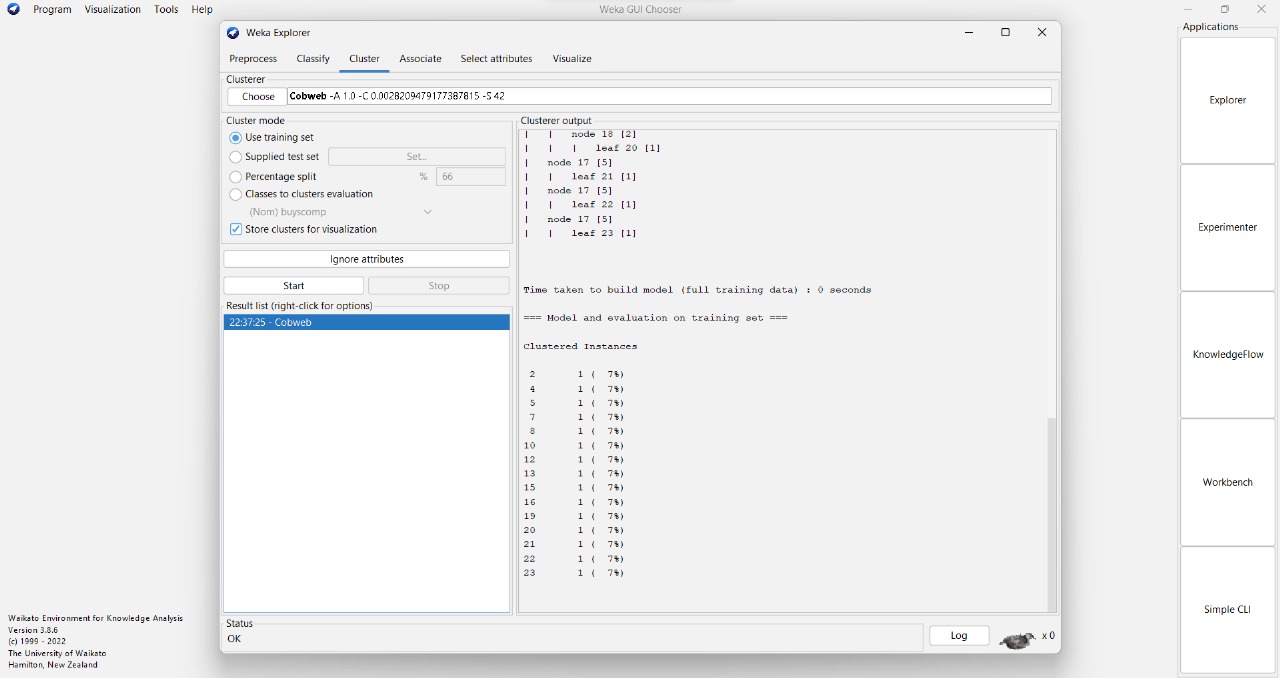 Program Visualization Tools Help
Weka GUI Chooser
Applications
Explorer
Experimenter
KnowledgeFlow
Workbench
Simple CLI
Weka Explorer
Preprocess Classify Cluster Associate Select attributes Visualize
Clusterer
Choose Cobweb -A 1.0 -C 0.0028209479177387815 -S 42
Cluster mode
Use training set
Supplied test set Set...
Percentage split % 66
Classes to clusters evaluation
(Nom) buyscomp
Store clusters for visualization
Ignore attributes
Start Stop
Result list (right-click for options)
22:37:25 - Cobweb
Clusterer output
| | node 18 [2]
| | | leaf 20 [1]
| node 17 [5]
| | leaf 21 [1]
| node 17 [5]
| | leaf 22 [1]
| node 17 [5]
| | leaf 23 [1]
Time taken to build model (full training data) : 0 seconds
=== Model and evaluation on training set ===
Clustered Instances
2 1 ( 7%)
4 1 ( 7%)
5 1 ( 7%)
7 1 ( 7%)
8 1 ( 7%)
10 1 ( 7%)
12 1 ( 7%)
13 1 ( 7%)
15 1 ( 7%)
16 1 ( 7%)
19 1 ( 7%)
20 1 ( 7%)
21 1 ( 7%)
22 1 ( 7%)
23 1 ( 7%)
Status
OK
Log
x 0
Waikato Environment for Knowledge Analysis
Version 3.8.6
(c) 1999 - 2022
The University of Waikato
Hamilton, New Zealand